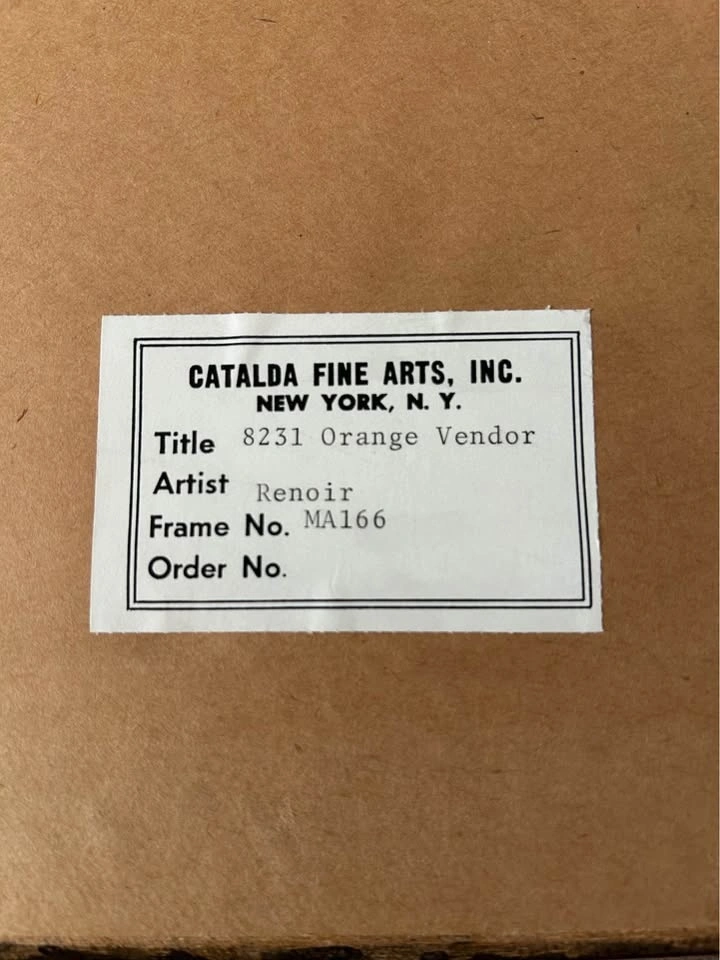 CATALDA FINE ARTS, INC.
NEW YORK, N. Y.
Title 8231 Orange Vendor
Artist Renoir
Frame No. MA166
Order No.